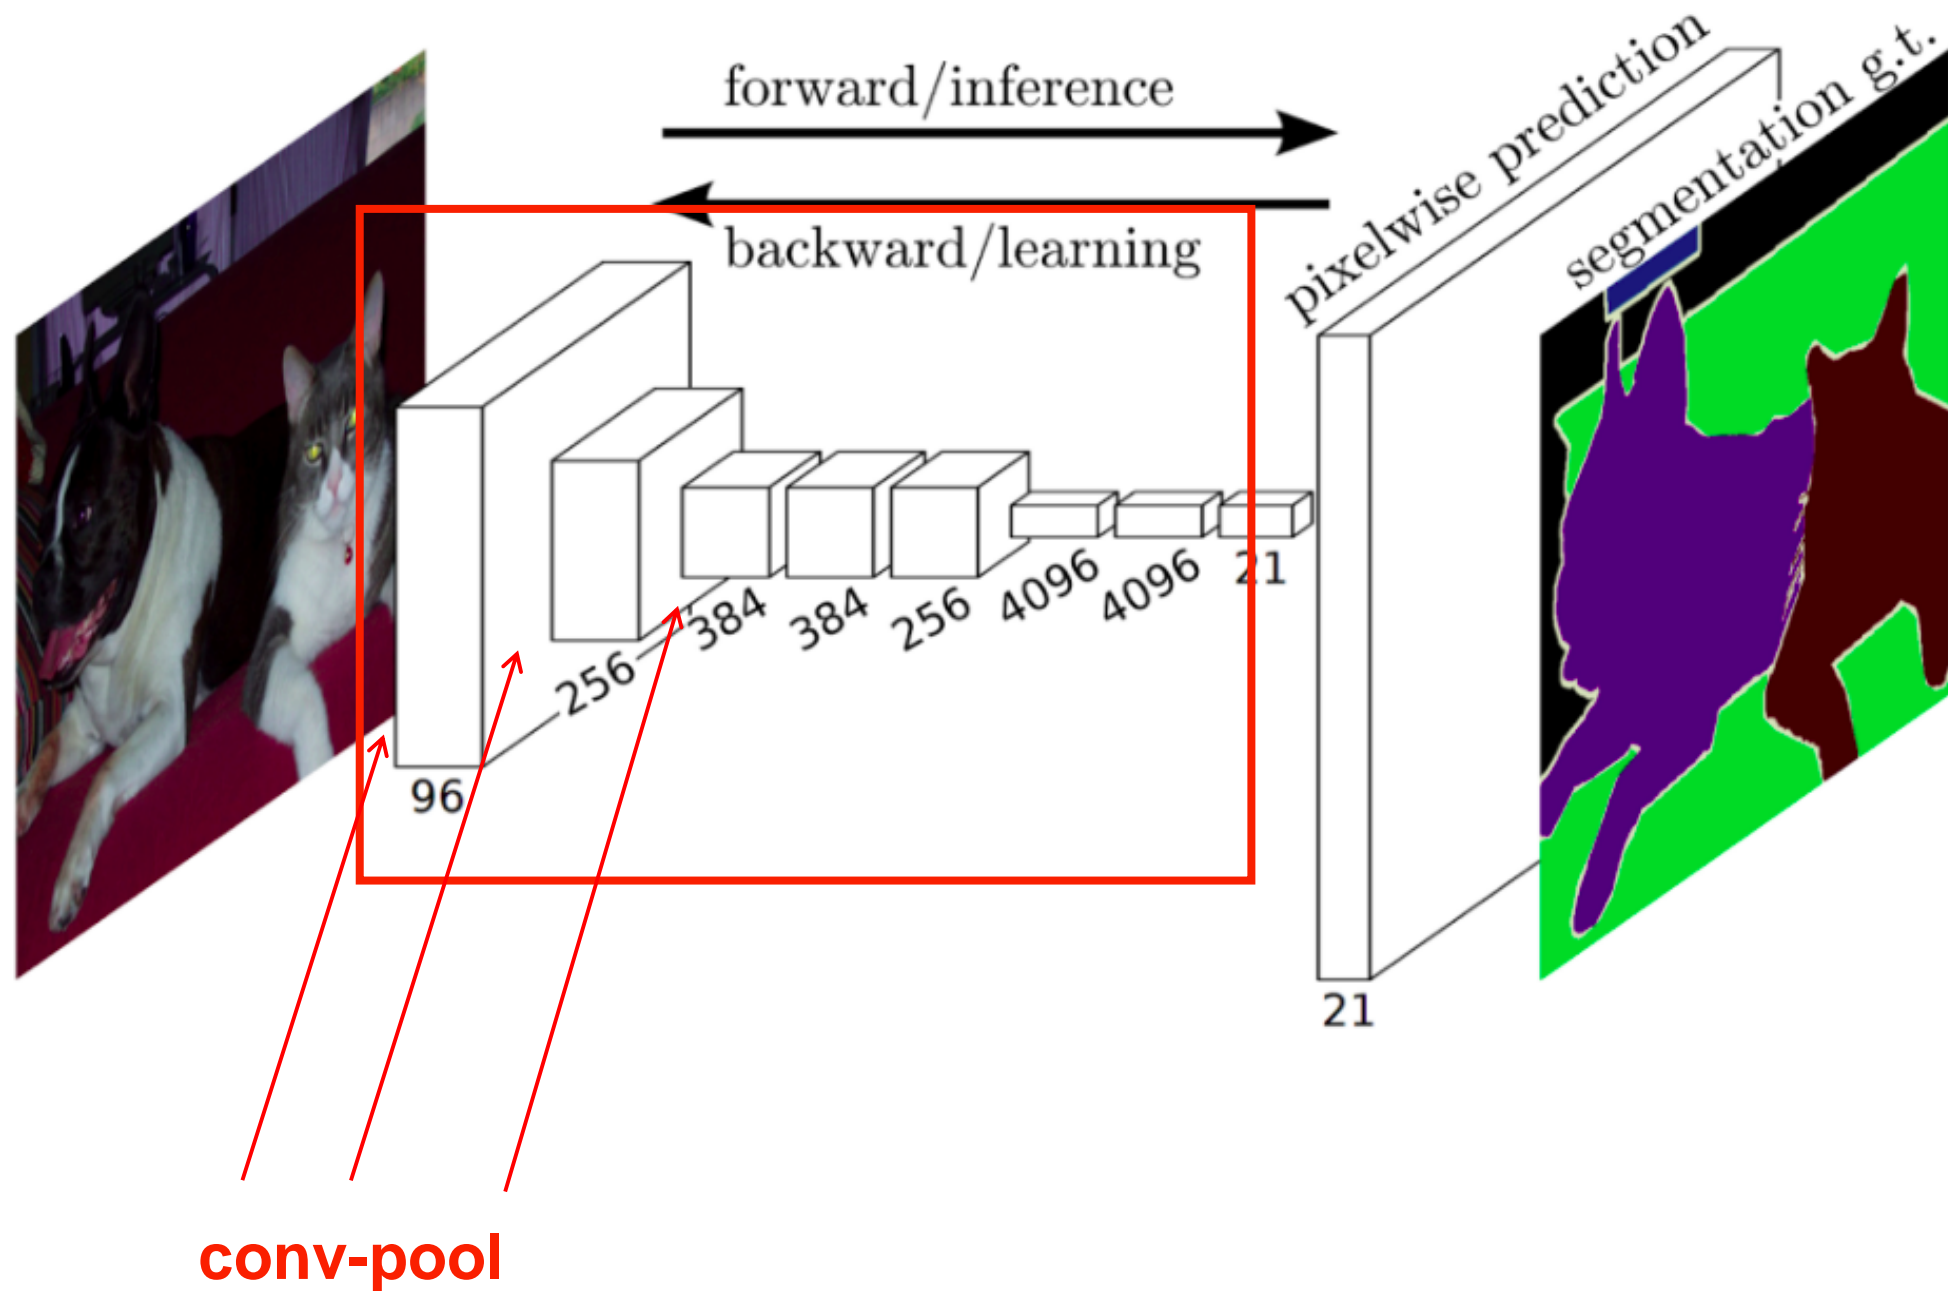 forward/inference
backward/learning
pixelwise prediction
segmentation g.t.
96
256
384
384
256
4096
4096
21
21
conv-pool